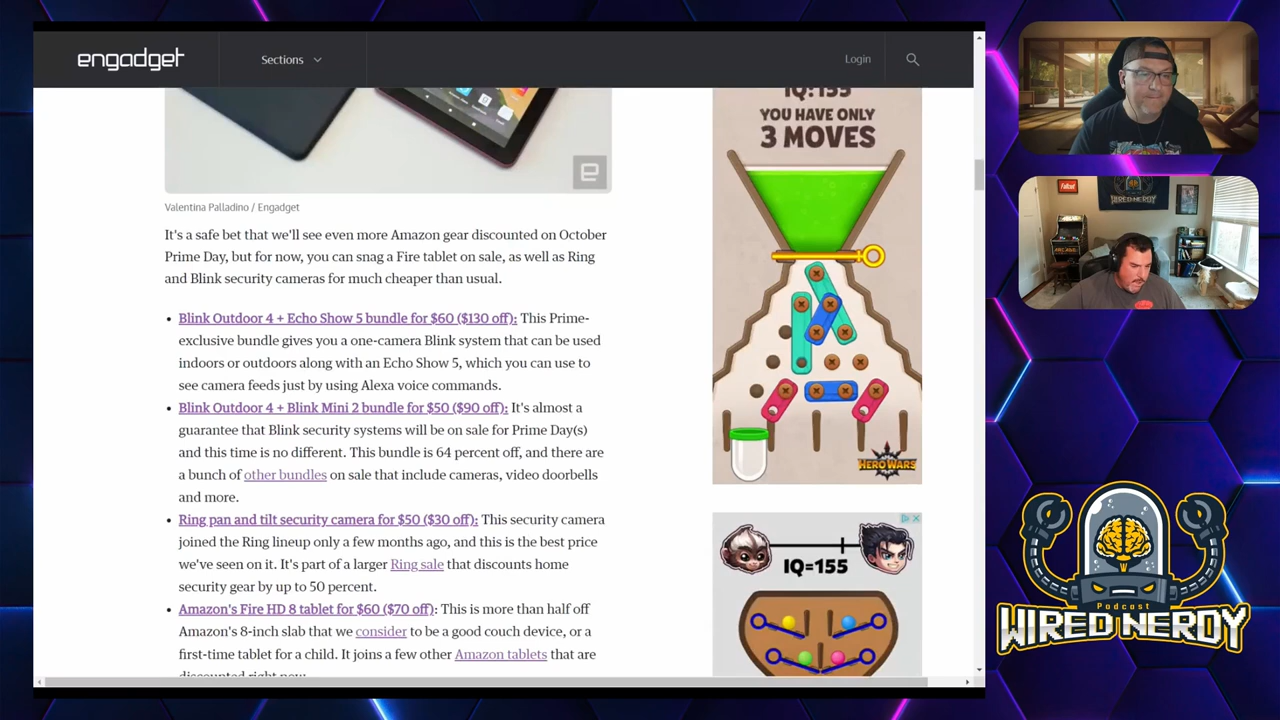 engadget
Sections
Login
Valentina Palladino / Engadget
It's a safe bet that we'll see even more Amazon gear discounted on October
Prime Day, but for now, you can snag a Fire tablet on sale, as well as Ring
and Blink security cameras for much cheaper than usual.
• Blink Outdoor 4 + Echo Show 5 bundle for $60 ($130 off): This Prime-
exclusive bundle gives you a one-camera Blink system that can be used
indoors or outdoors along with an Echo Show 5, which you can use to
see camera feeds just by using Alexa voice commands.
• Blink Outdoor 4 + Blink Mini 2 bundle for $50 ($90 off): It's almost a
guarantee that Blink security systems will be on sale for Prime Day(s)
and this time is no different. This bundle is 64 percent off, and there are
a bunch of other bundles on sale that include cameras, video doorbells
and more.
• Ring pan and tilt security camera for $50 ($30 off): This security camera
joined the Ring lineup only a few months ago, and this is the best price
we've seen on it. It's part of a larger Ring sale that discounts home
security gear by up to 50 percent.
• Amazon's Fire HD 8 tablet for $60 ($70 off): This is more than half off
Amazon's 8-inch slab that we consider to be a good couch device, or a
first-time tablet for a child. It joins a few other Amazon tablets that are
discounted right now.
IQ:155
YOU HAVE ONLY
3 MOVES
HERO WARS
IQ=155
Fallout
WIRED NERDY
Podcast
WIRED NERDY